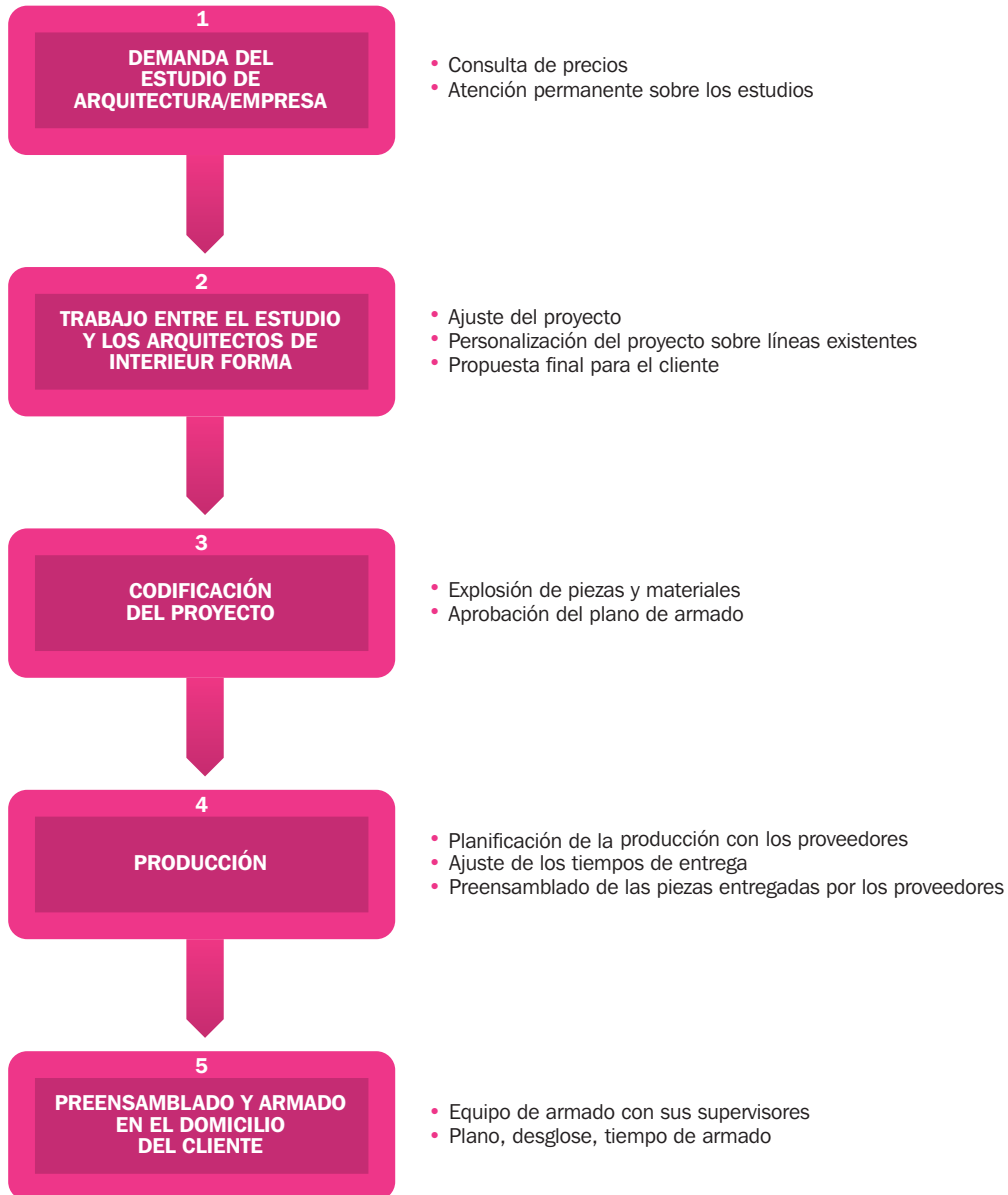 1
DEMANDA DEL
ESTUDIO DE
ARQUITECTURA/EMPRESA
• Consulta de precios
• Atención permanente sobre los estudios
2
TRABAJO ENTRE EL ESTUDIO
Y LOS ARQUITECTOS DE
INTERIEUR FORMA
• Ajuste del proyecto
• Personalización del proyecto sobre líneas existentes
• Propuesta final para el cliente
3
CODIFICACIÓN
DEL PROYECTO
• Explosión de piezas y materiales
• Aprobación del plano de armado
4
PRODUCCIÓN
• Planificación de la producción con los proveedores
• Ajuste de los tiempos de entrega
• Preensamblado de las piezas entregadas por los proveedores
5
PREENSAMBLADO Y ARMADO
EN EL DOMICILIO
DEL CLIENTE
• Equipo de armado con sus supervisores
• Plano, desglose, tiempo de armado